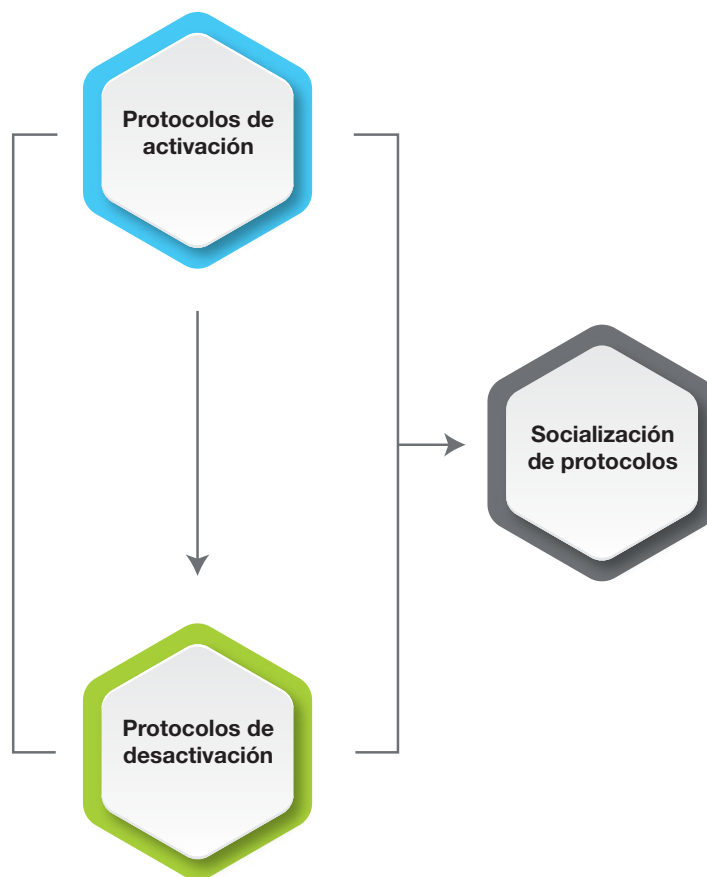 Protocolos de
activación
Socialización
de protocolos
Protocolos de
desactivación